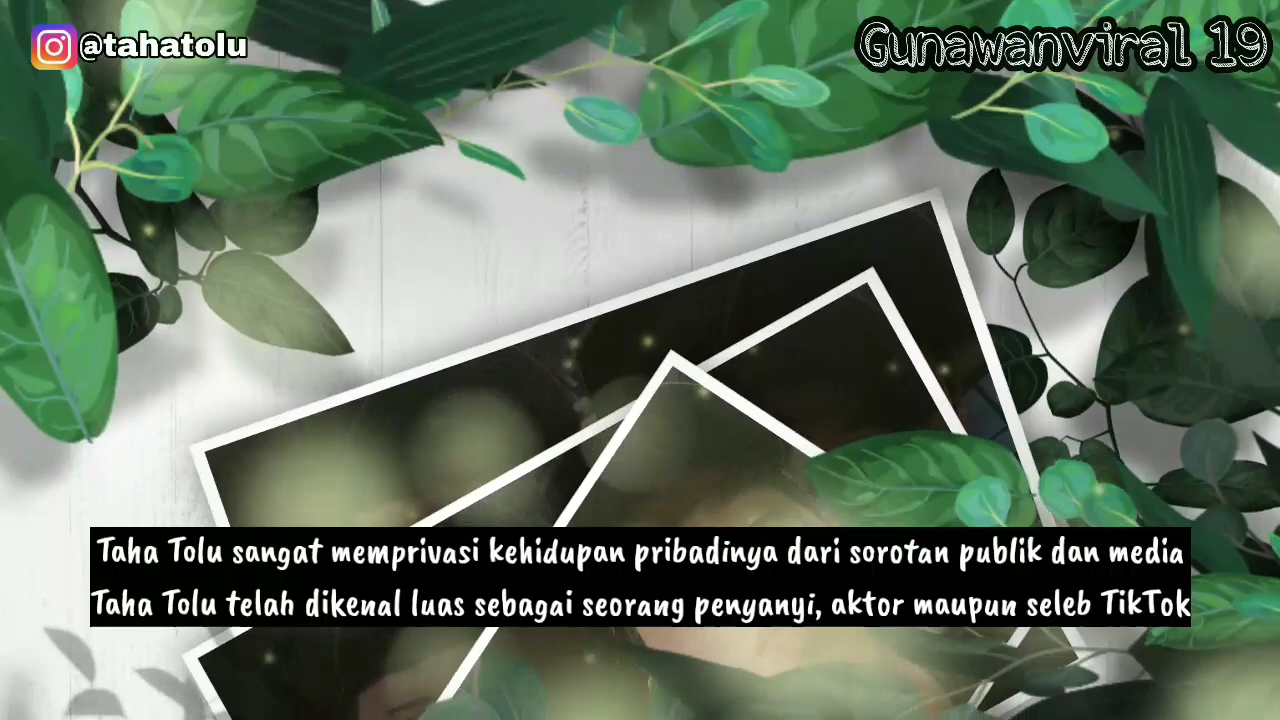 @tahatolu
Gunawanviral 19
Taha Tolu sangat memprivasi kehidupan pribadinya dari sorotan publik dan media
Taha Tolu telah dikenal luas sebagai seorang penyanyi, aktor maupun seleb TikTok